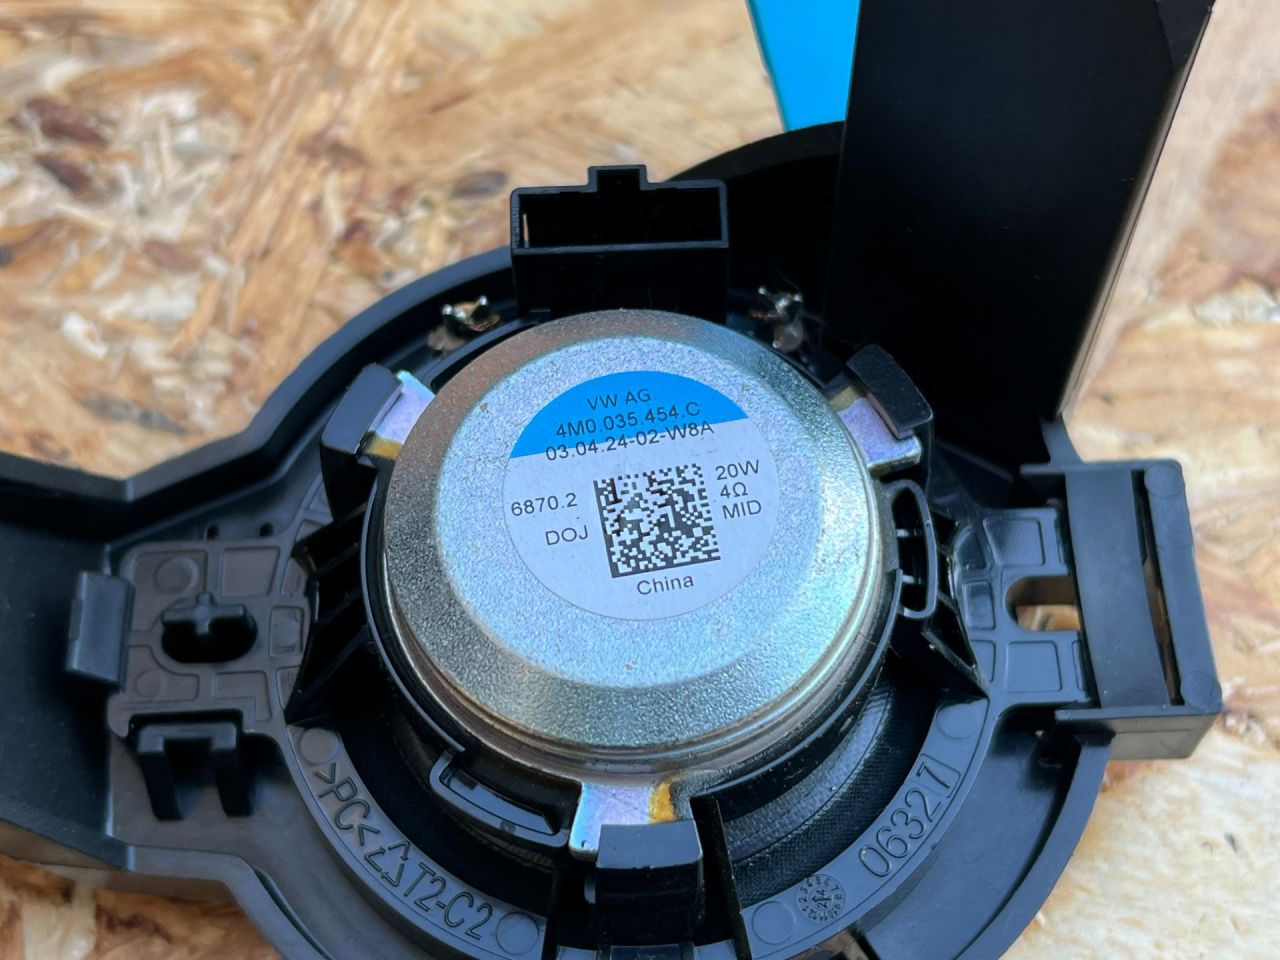 VW AG
4M0.035.454.C
03.04.24-02-W8A
6870.2
DOJ
20W
4Ω
MID
China
>PC<
T2-C2
06327